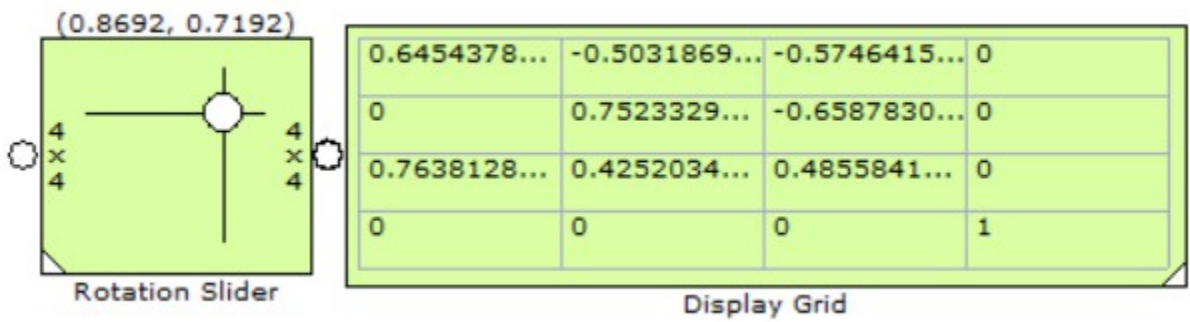 (0.8692, 0.7192)
4 x 4
4 x 4
Rotation Slider
0.6454378... -0.5031869... -0.5746415... 0
0 0.7523329... -0.6587830... 0
0.7638128... 0.4252034... 0.4855841... 0
0 0 0 1
Display Grid